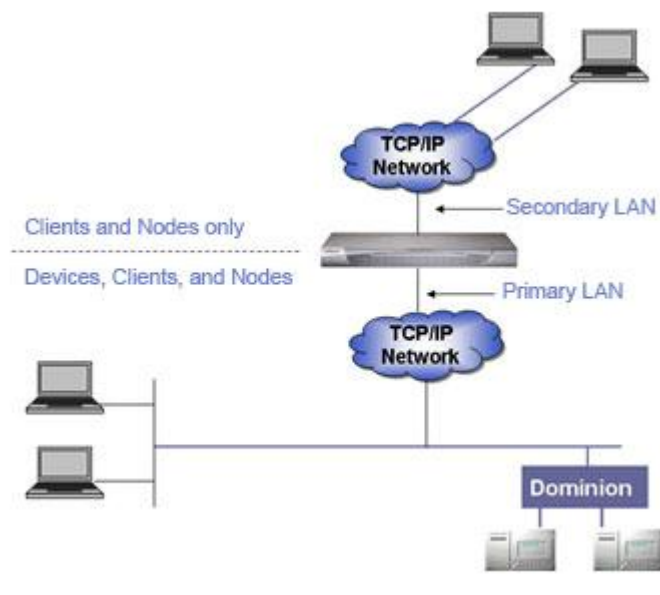 TCP/IP
Network
Secondary LAN
Clients and Nodes only
Devices, Clients, and Nodes
Primary LAN
TCP/IP
Network
Dominion